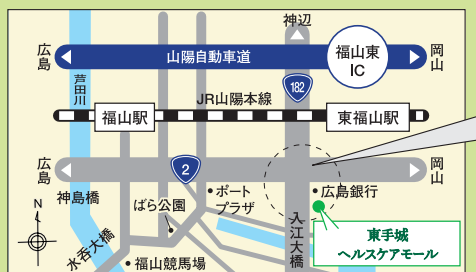 神辺
広島
山陽自動車道
福山東
IC
岡山
芦田川
182
JR山陽本線
福山駅
東福山駅
広島
2
岡山
神島橋
ばら公園
ポート
プラザ
広島銀行
入江大橋
N
水呑大橋
福山競馬場
東手城
ヘルスケアモール